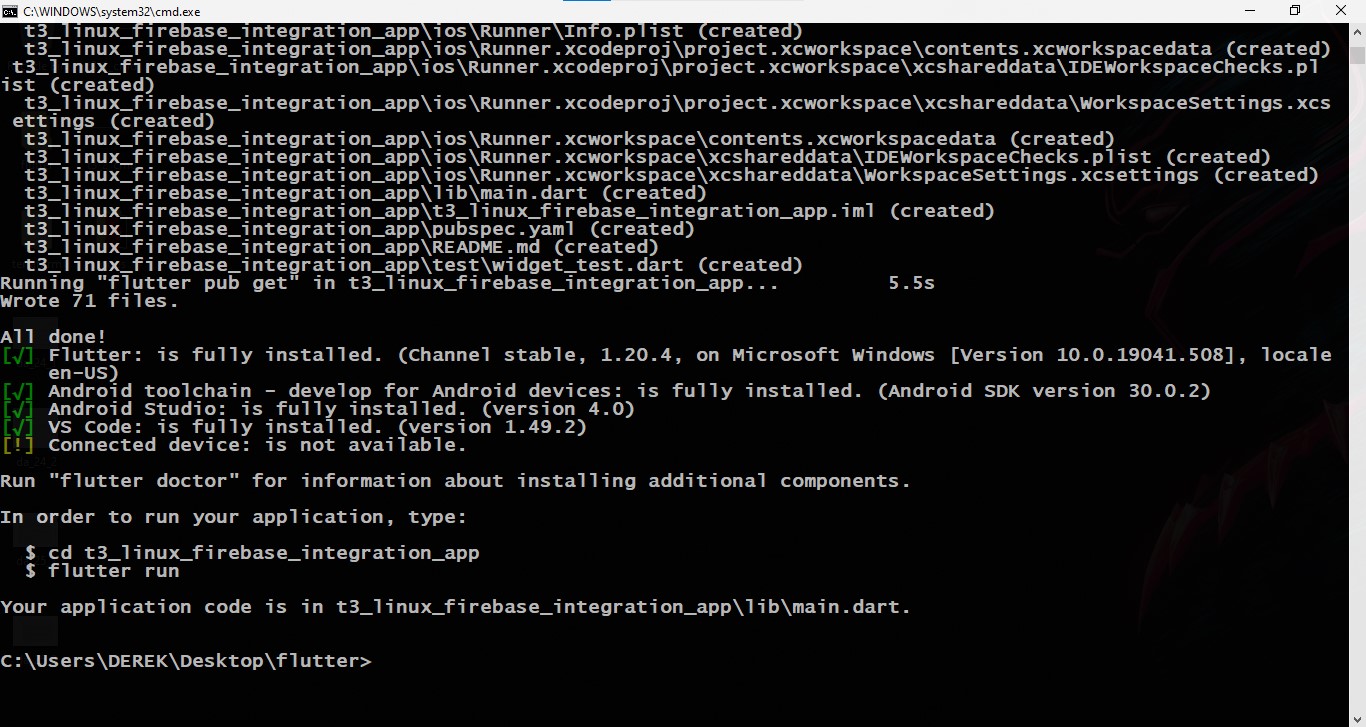 C:\WINDOWS\system32\cmd.exe
t3_linux_firebase_integration_app\ios\Runner\Info.plist (created)
t3_linux_firebase_integration_app\ios\Runner.xcodeproj\project.xcworkspace\contents.xcworkspacedata (created)
t3_linux_firebase_integration_app\ios\Runner.xcodeproj\project.xcworkspace\xcshareddata\IDEWorkspaceChecks.pl
ist (created)
t3_linux_firebase_integration_app\ios\Runner.xcodeproj\project.xcworkspace\xcshareddata\WorkspaceSettings.xcs
ettings (created)
t3_linux_firebase_integration_app\ios\Runner.xcworkspace\contents.xcworkspacedata (created)
t3_linux_firebase_integration_app\ios\Runner.xcworkspace\xcshareddata\IDEWorkspaceChecks.plist (created)
t3_linux_firebase_integration_app\ios\Runner.xcworkspace\xcshareddata\WorkspaceSettings.xcsettings (created)
t3_linux_firebase_integration_app\lib\main.dart (created)
t3_linux_firebase_integration_app\t3_linux_firebase_integration_app.iml (created)
t3_linux_firebase_integration_app\pubspec.yaml (created)
t3_linux_firebase_integration_app\README.md (created)
t3_linux_firebase_integration_app\test\widget_test.dart (created)
Running "flutter pub get" in t3_linux_firebase_integration_app... 5.5s
Wrote 71 files.
All done!
[√] Flutter: is fully installed. (Channel stable, 1.20.4, on Microsoft Windows [Version 10.0.19041.508], locale
en-US)
[√] Android toolchain - develop for Android devices: is fully installed. (Android SDK version 30.0.2)
[√] Android Studio: is fully installed. (version 4.0)
[√] VS Code: is fully installed. (version 1.49.2)
[!] Connected device: is not available.
Run "flutter doctor" for information about installing additional components.
In order to run your application, type:
$ cd t3_linux_firebase_integration_app
$ flutter run
Your application code is in t3_linux_firebase_integration_app\lib\main.dart.
C:\Users\DEREK\Desktop\flutter>